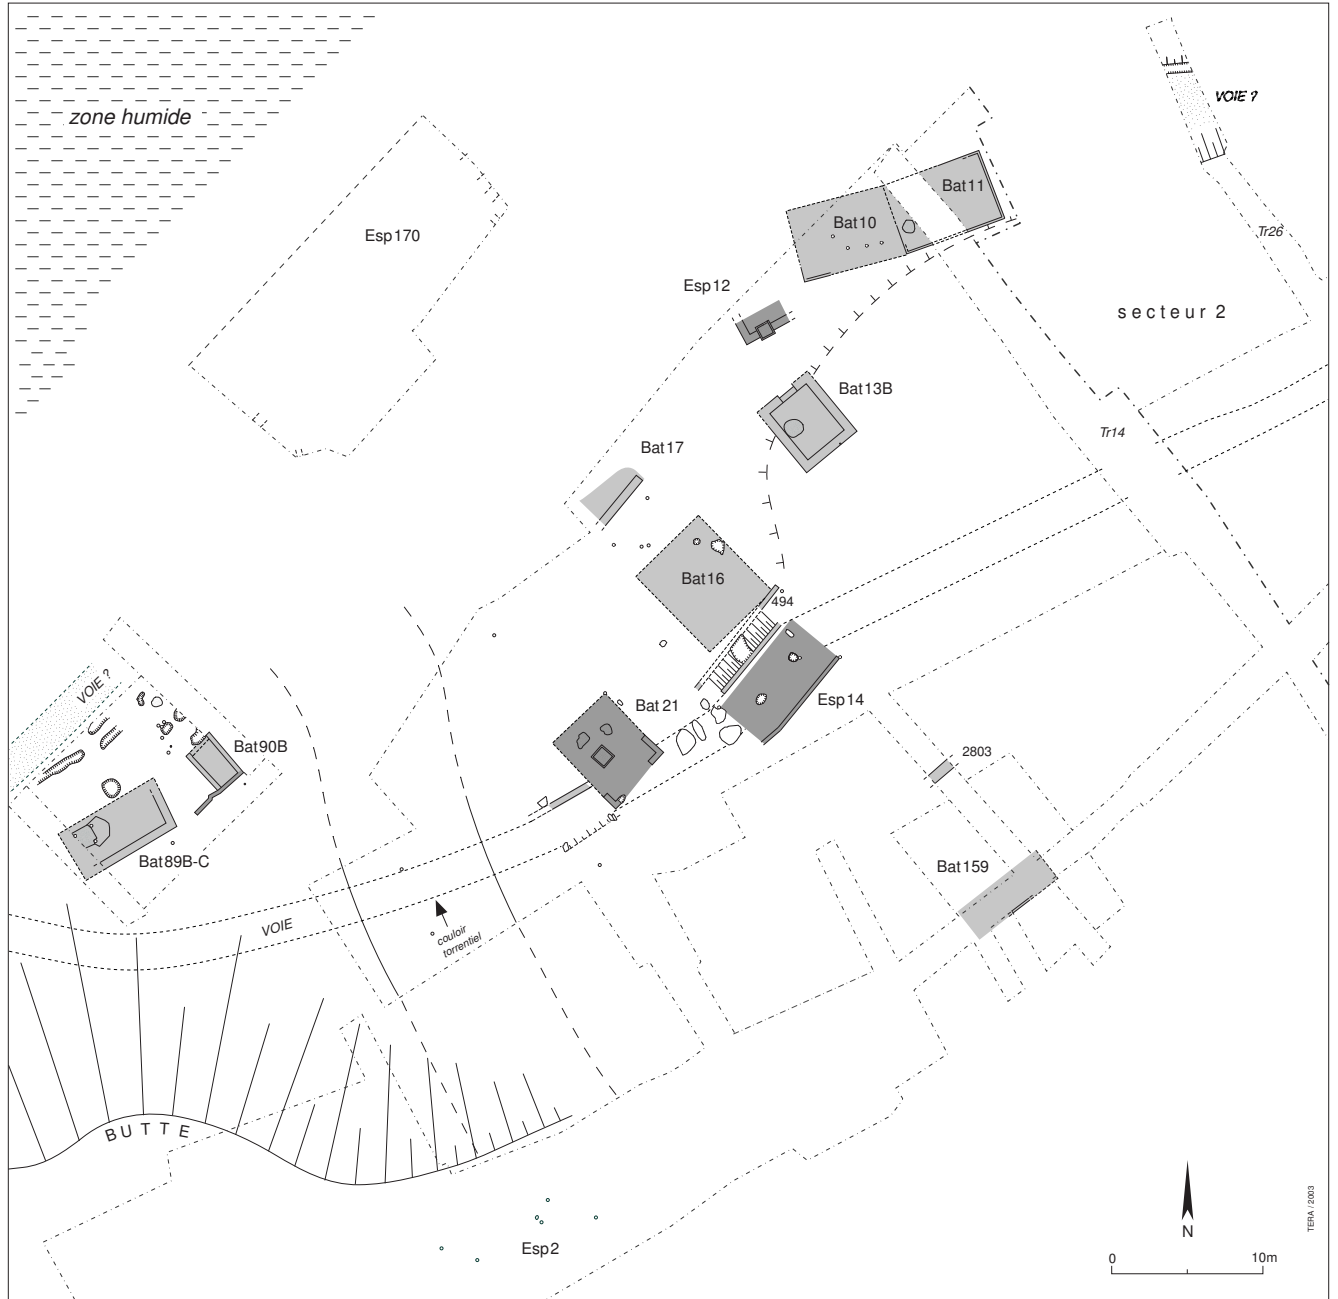 zone humide
VOIE ?
Bat11
Bat10
Esp170
Tr26
Esp12
secteur 2
Bat13B
Tr14
Bat17
Bat16
494
VOIE ?
Esp14
Bat21
Bat90B
2803
Bat89B-C
Bat159
VOIE
couloir
torrentiel
BUTTE
TERA / 2003
N
Esp2
0 10m